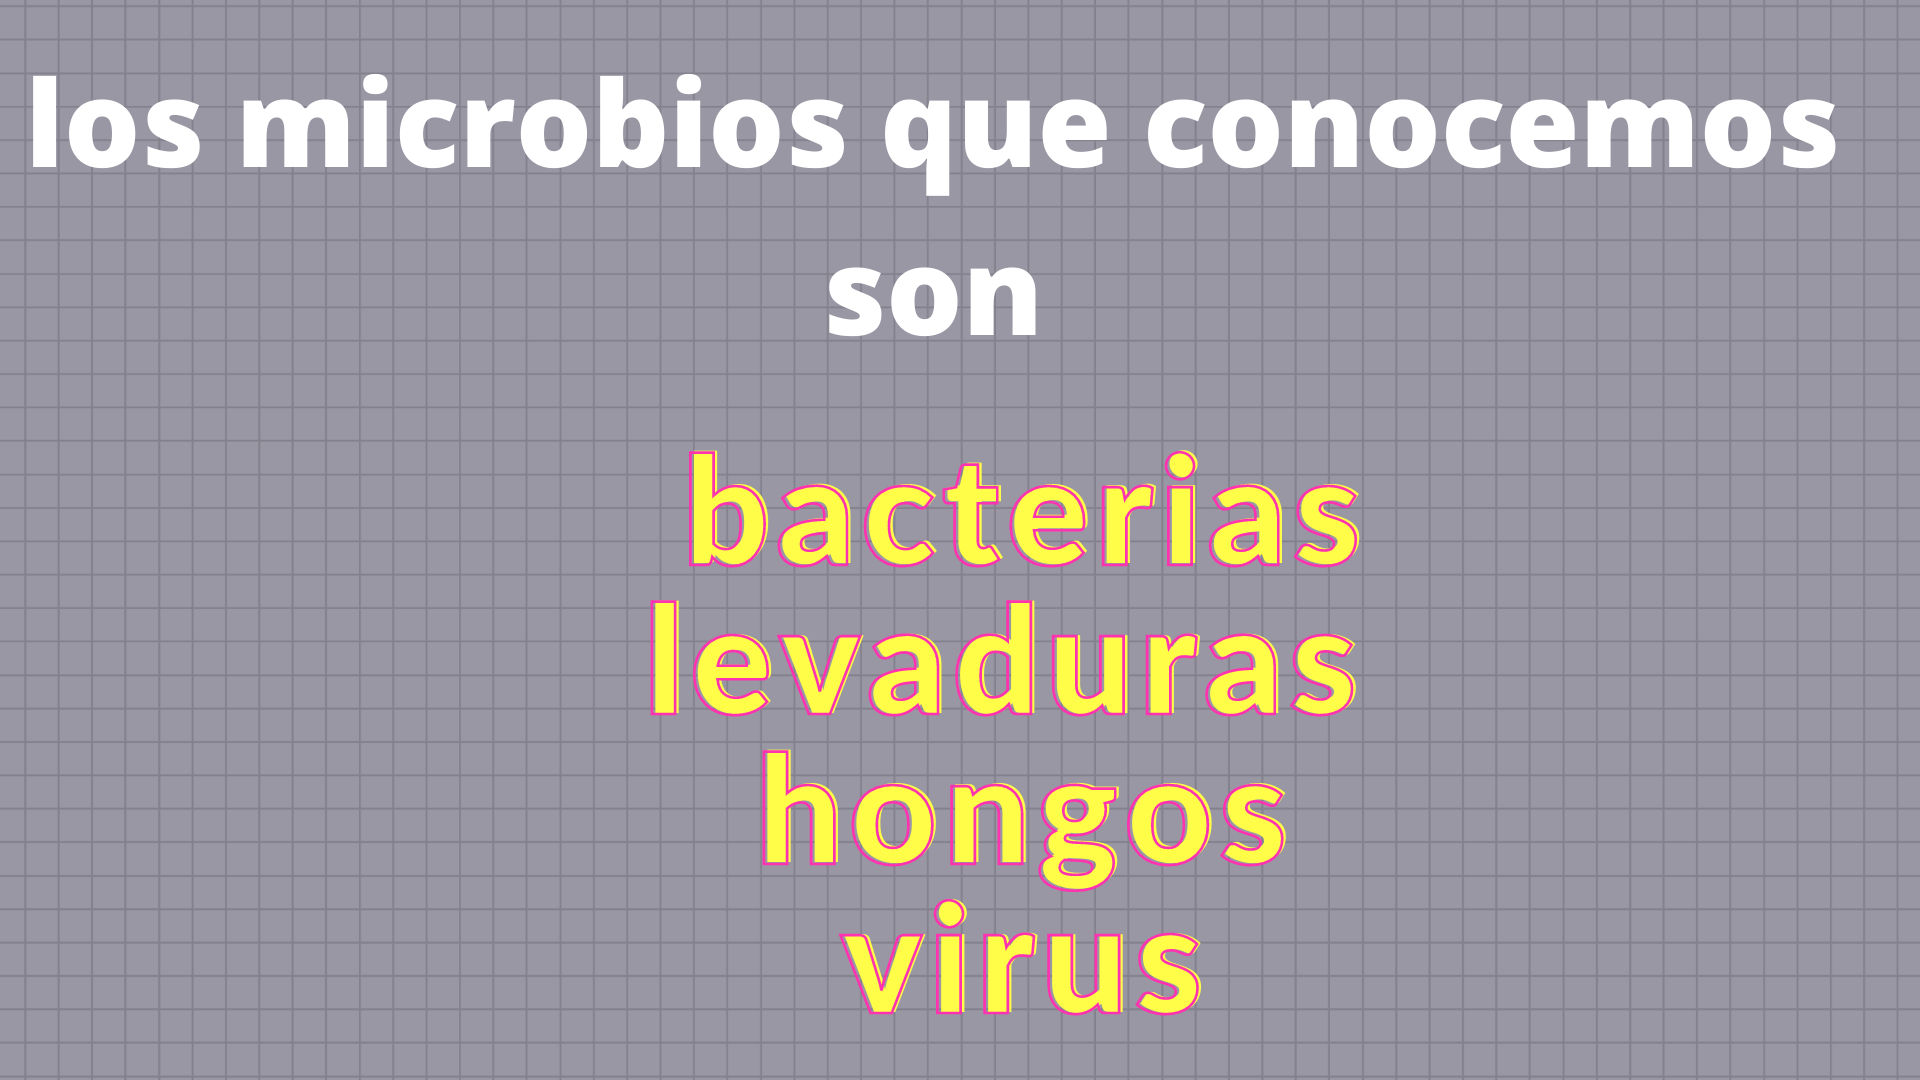 los microbios que conocemos
son
bacterias
levaduras
hongos
virus